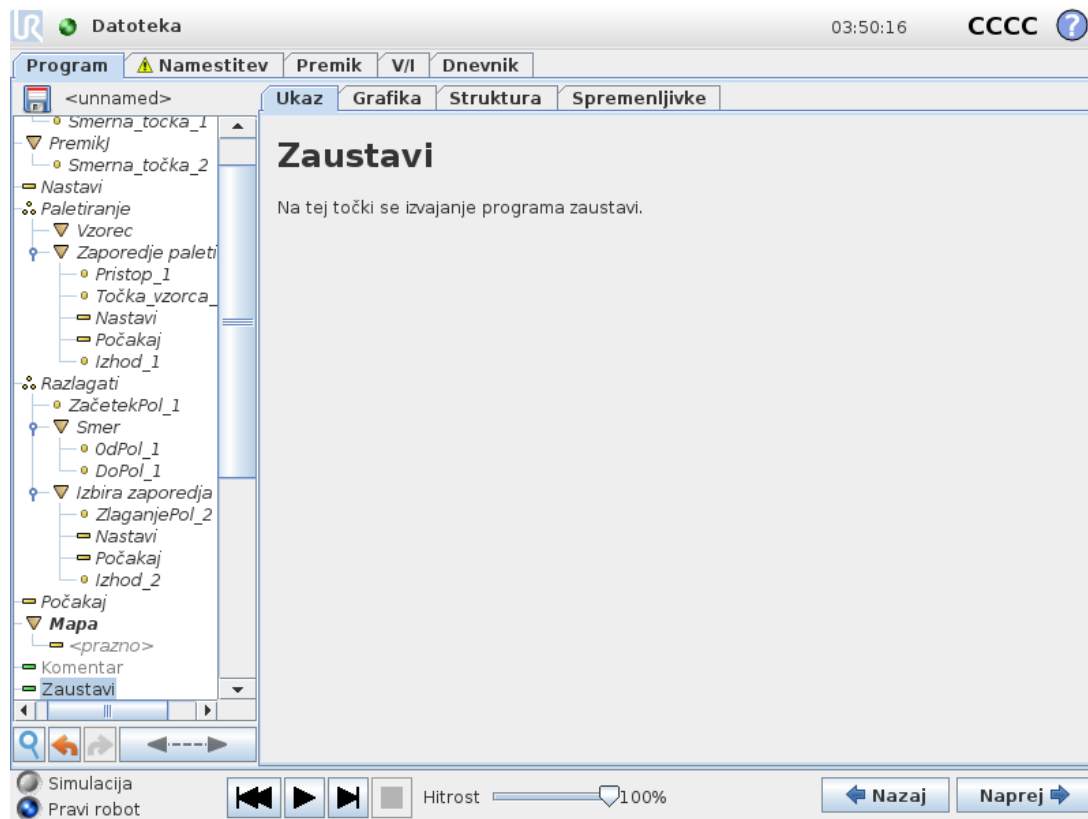 UR Datoteka 03:50:16 CCCC ?
Program Namestitev Premik V/I Dnevnik
<unnamed>
Ukaz Grafika Struktura Spremenljivke
Smerna_točka_1
PremikJ
Smerna_točka_2
Nastavi
Paletiranje
Vzorec
Zaporedje paleti
Pristop_1
Točka_vzorca_
Nastavi
Počakaj
Izhod_1
Razlagati
ZačetekPol_1
Smer
OdPol_1
DoPol_1
Izbira zaporedja
ZlaganjePol_2
Nastavi
Počakaj
Izhod_2
Počakaj
Mapa
<prazno>
Komentar
Zaustavi
Zaustavi
Na tej točki se izvajanje programa zaustavi.
Simulacija
Pravi robot
Hitrost 100%
Nazaj Naprej